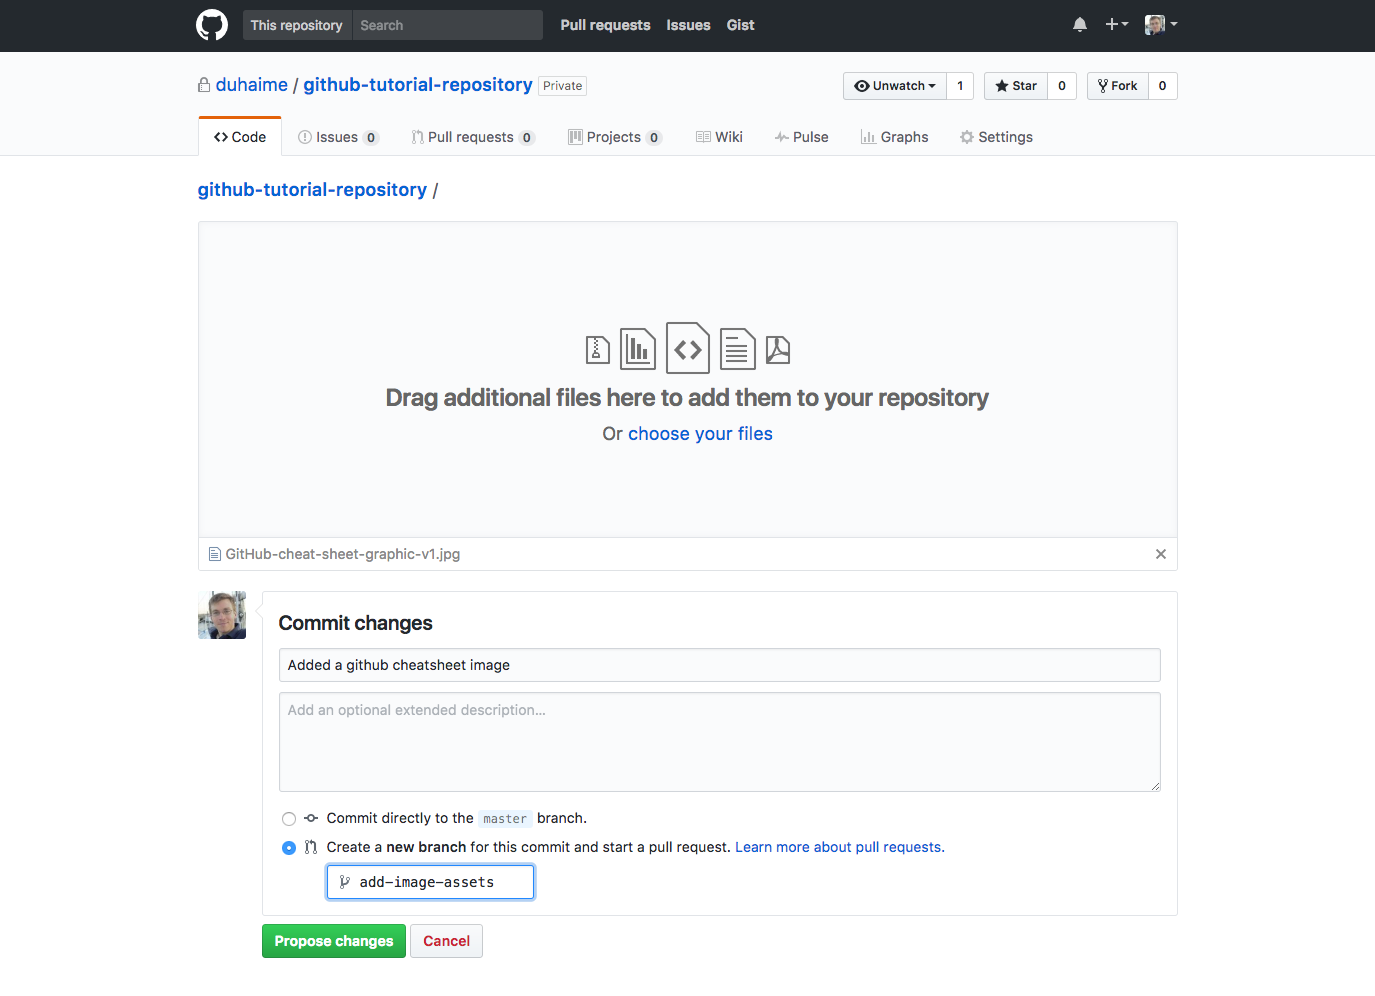 This repository Search Pull requests Issues Gist
duhaime / github-tutorial-repository Private Unwatch 1 Star 0 Fork 0
Code Issues 0 Pull requests 0 Projects 0 Wiki Pulse Graphs Settings
github-tutorial-repository /
Drag additional files here to add them to your repository
Or choose your files
GitHub-cheat-sheet-graphic-v1.jpg
Commit changes
Added a github cheatsheet image
Add an optional extended description...
Commit directly to the master branch.
Create a new branch for this commit and start a pull request. Learn more about pull requests.
add-image-assets
Propose changes Cancel